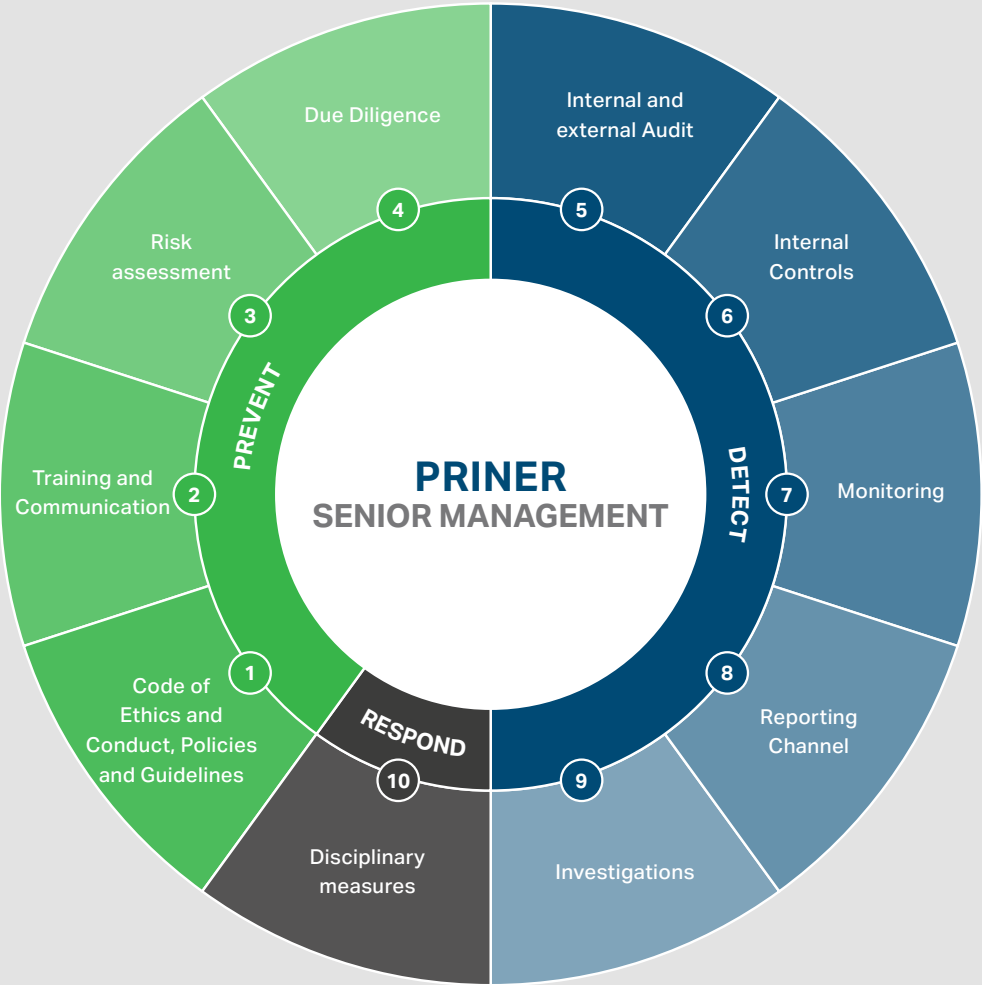 PRINER
SENIOR MANAGEMENT
PREVENT
1
Code of
Ethics and
Conduct, Policies
and Guidelines
2
Training and
Communication
3
Risk
assessment
4
Due Diligence
DETECT
5
Internal and
external Audit
6
Internal
Controls
7
Monitoring
8
Reporting
Channel
9
Investigations
RESPOND
10
Disciplinary
measures